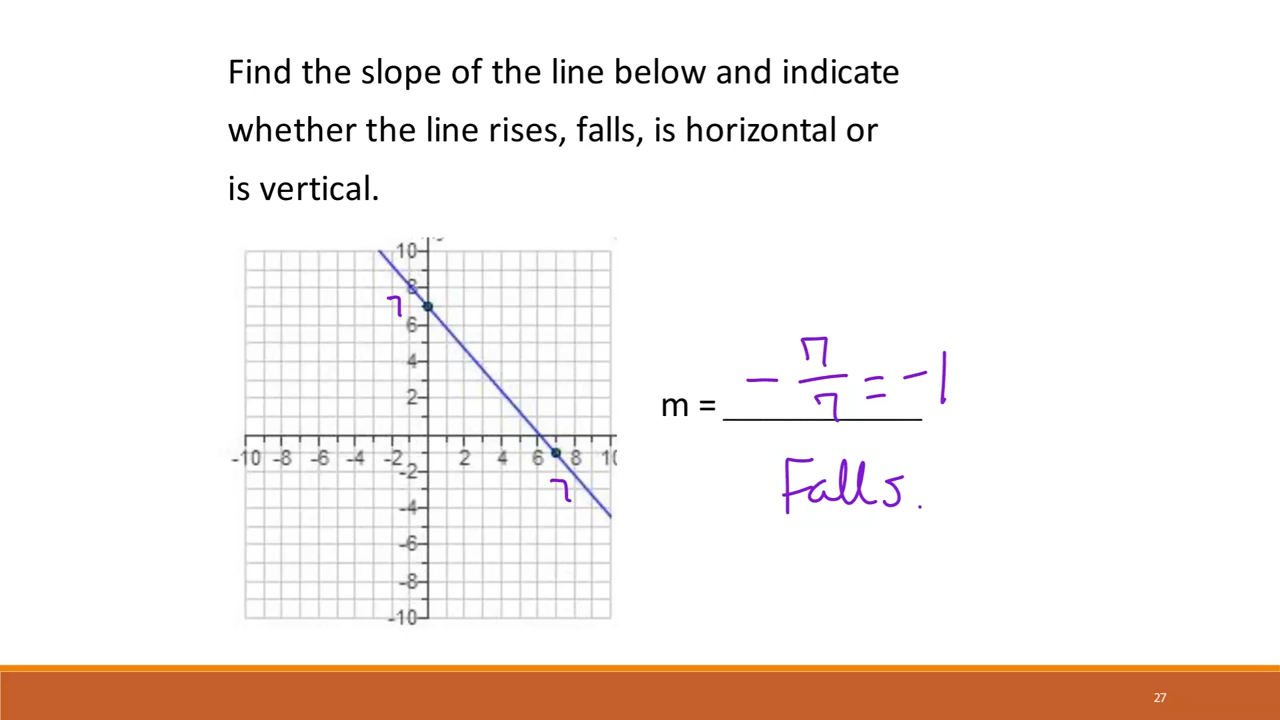 Find the slope of the line below and indicate
whether the line rises, falls, is horizontal or
is vertical.
10
8
7
6
4
2
-10 -8 -6 -4 -2 2 4 6 8 10
-2
7
-4
-6
-8
-10
m = - 7/7 = -1
Falls.
27